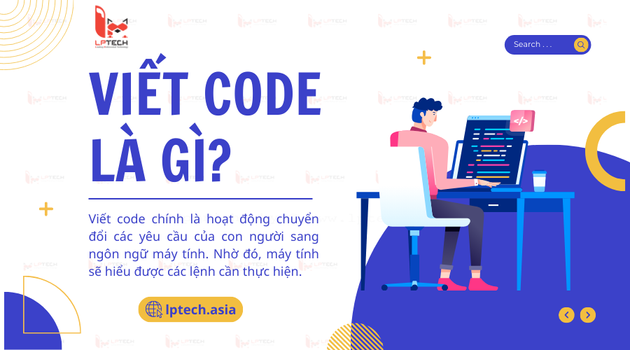 LPTECH
Search . . .
VIẾT CODE
LÀ GÌ?
</>
Viết code chính là hoạt động chuyển
đổi các yêu cầu của con người sang
ngôn ngữ máy tính. Nhờ đó, máy tính
sẽ hiểu được các lệnh cần thực hiện.
lptech.asia